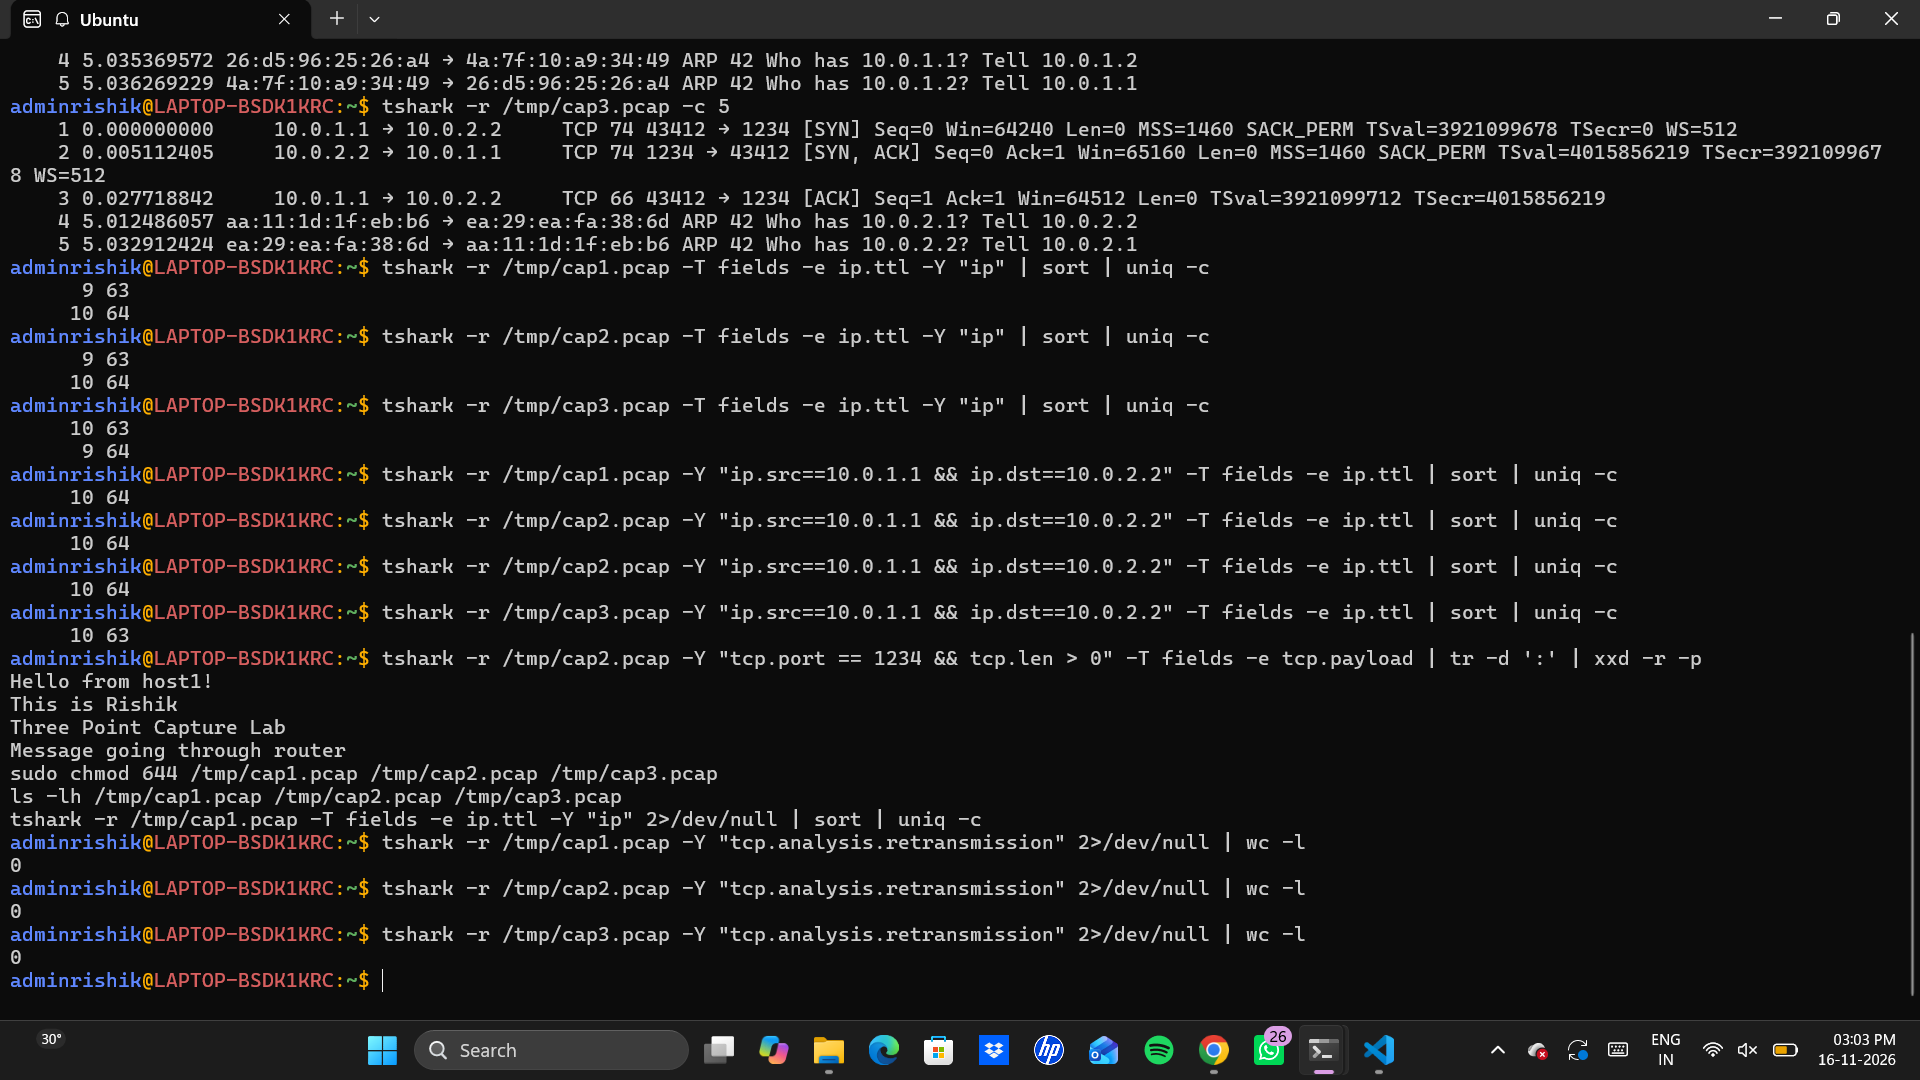 Ubuntu
4 5.035369572 26:d5:96:25:26:a4 → 4a:7f:10:a9:34:49 ARP 42 Who has 10.0.1.1? Tell 10.0.1.2
5 5.036269229 4a:7f:10:a9:34:49 → 26:d5:96:25:26:a4 ARP 42 Who has 10.0.1.2? Tell 10.0.1.1
adminrishik@LAPTOP-BSDK1KRC:~$ tshark -r /tmp/cap3.pcap -c 5
1 0.000000000     10.0.1.1 → 10.0.2.2     TCP 74 43412 → 1234 [SYN] Seq=0 Win=64240 Len=0 MSS=1460 SACK_PERM TSval=3921099678 TSecr=0 WS=512
2 0.005112405     10.0.2.2 → 10.0.1.1     TCP 74 1234 → 43412 [SYN, ACK] Seq=0 Ack=1 Win=65160 Len=0 MSS=1460 SACK_PERM TSval=4015856219 TSecr=392109967
8 WS=512
3 0.027718842     10.0.1.1 → 10.0.2.2     TCP 66 43412 → 1234 [ACK] Seq=1 Ack=1 Win=64512 Len=0 TSval=3921099712 TSecr=4015856219
4 5.012486057 aa:11:1d:1f:eb:b6 → ea:29:ea:fa:38:6d ARP 42 Who has 10.0.2.1? Tell 10.0.2.2
5 5.032912424 ea:29:ea:fa:38:6d → aa:11:1d:1f:eb:b6 ARP 42 Who has 10.0.2.2? Tell 10.0.2.1
adminrishik@LAPTOP-BSDK1KRC:~$ tshark -r /tmp/cap1.pcap -T fields -e ip.ttl -Y "ip" | sort | uniq -c
9 63
10 64
adminrishik@LAPTOP-BSDK1KRC:~$ tshark -r /tmp/cap2.pcap -T fields -e ip.ttl -Y "ip" | sort | uniq -c
9 63
10 64
adminrishik@LAPTOP-BSDK1KRC:~$ tshark -r /tmp/cap3.pcap -T fields -e ip.ttl -Y "ip" | sort | uniq -c
10 63
9 64
adminrishik@LAPTOP-BSDK1KRC:~$ tshark -r /tmp/cap1.pcap -Y "ip.src==10.0.1.1 && ip.dst==10.0.2.2" -T fields -e ip.ttl | sort | uniq -c
10 64
adminrishik@LAPTOP-BSDK1KRC:~$ tshark -r /tmp/cap2.pcap -Y "ip.src==10.0.1.1 && ip.dst==10.0.2.2" -T fields -e ip.ttl | sort | uniq -c
10 64
adminrishik@LAPTOP-BSDK1KRC:~$ tshark -r /tmp/cap2.pcap -Y "ip.src==10.0.1.1 && ip.dst==10.0.2.2" -T fields -e ip.ttl | sort | uniq -c
10 64
adminrishik@LAPTOP-BSDK1KRC:~$ tshark -r /tmp/cap3.pcap -Y "ip.src==10.0.1.1 && ip.dst==10.0.2.2" -T fields -e ip.ttl | sort | uniq -c
10 63
adminrishik@LAPTOP-BSDK1KRC:~$ tshark -r /tmp/cap2.pcap -Y "tcp.port == 1234 && tcp.len > 0" -T fields -e tcp.payload | tr -d ':' | xxd -r -p
Hello from host1!
This is Rishik
Three Point Capture Lab
Message going through router
sudo chmod 644 /tmp/cap1.pcap /tmp/cap2.pcap /tmp/cap3.pcap
ls -lh /tmp/cap1.pcap /tmp/cap2.pcap /tmp/cap3.pcap
tshark -r /tmp/cap1.pcap -T fields -e ip.ttl -Y "ip" 2>/dev/null | sort | uniq -c
adminrishik@LAPTOP-BSDK1KRC:~$ tshark -r /tmp/cap1.pcap -Y "tcp.analysis.retransmission" 2>/dev/null | wc -l
0
adminrishik@LAPTOP-BSDK1KRC:~$ tshark -r /tmp/cap2.pcap -Y "tcp.analysis.retransmission" 2>/dev/null | wc -l
0
adminrishik@LAPTOP-BSDK1KRC:~$ tshark -r /tmp/cap3.pcap -Y "tcp.analysis.retransmission" 2>/dev/null | wc -l
0
adminrishik@LAPTOP-BSDK1KRC:~$
30°
Search
hp
26
ENG
IN
03:03 PM
16-11-2026